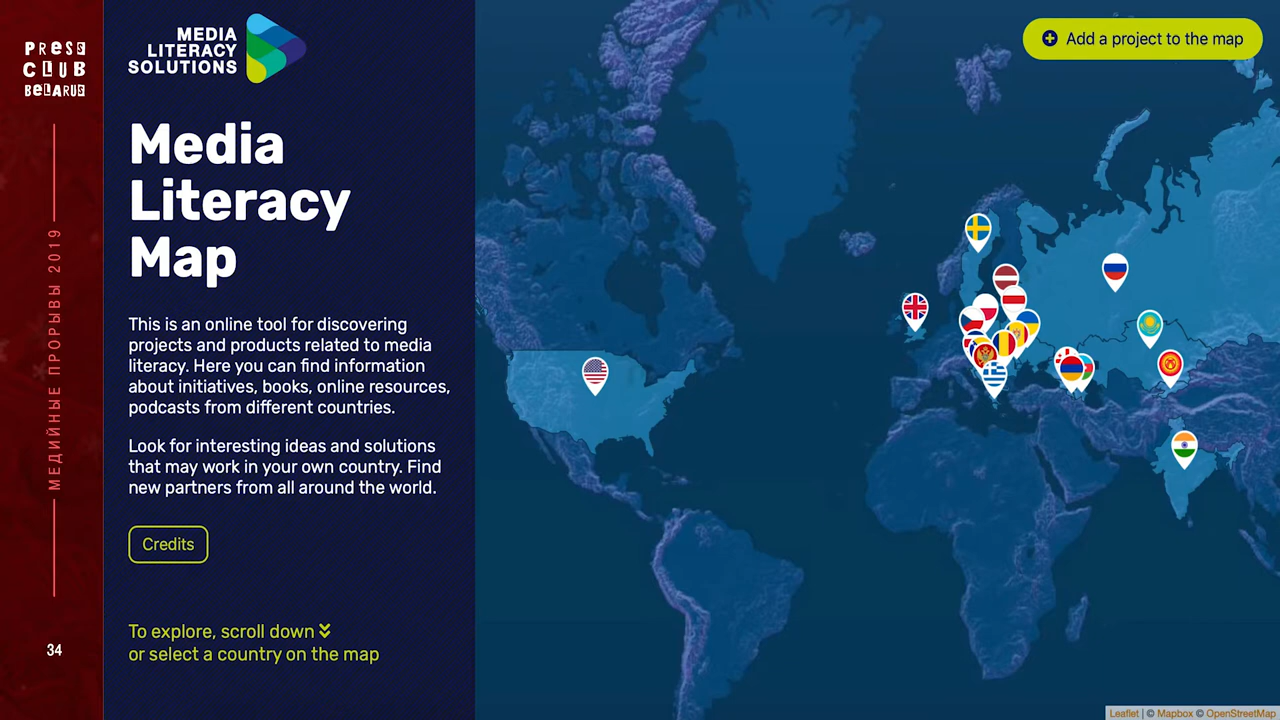 PRESS
CLUB
BELARUS
МЕДИЙНЫЕ ПРОРЫВЫ 2019
34
MEDIA
LITERACY
SOLUTIONS
Media
Literacy
Map
This is an online tool for discovering
projects and products related to media
literacy. Here you can find information
about initiatives, books, online resources,
podcasts from different countries.
Look for interesting ideas and solutions
that may work in your own country. Find
new partners from all around the world.
Credits
To explore, scroll down
or select a country on the map
Add a project to the map
Leaflet | © Mapbox © OpenStreetMap